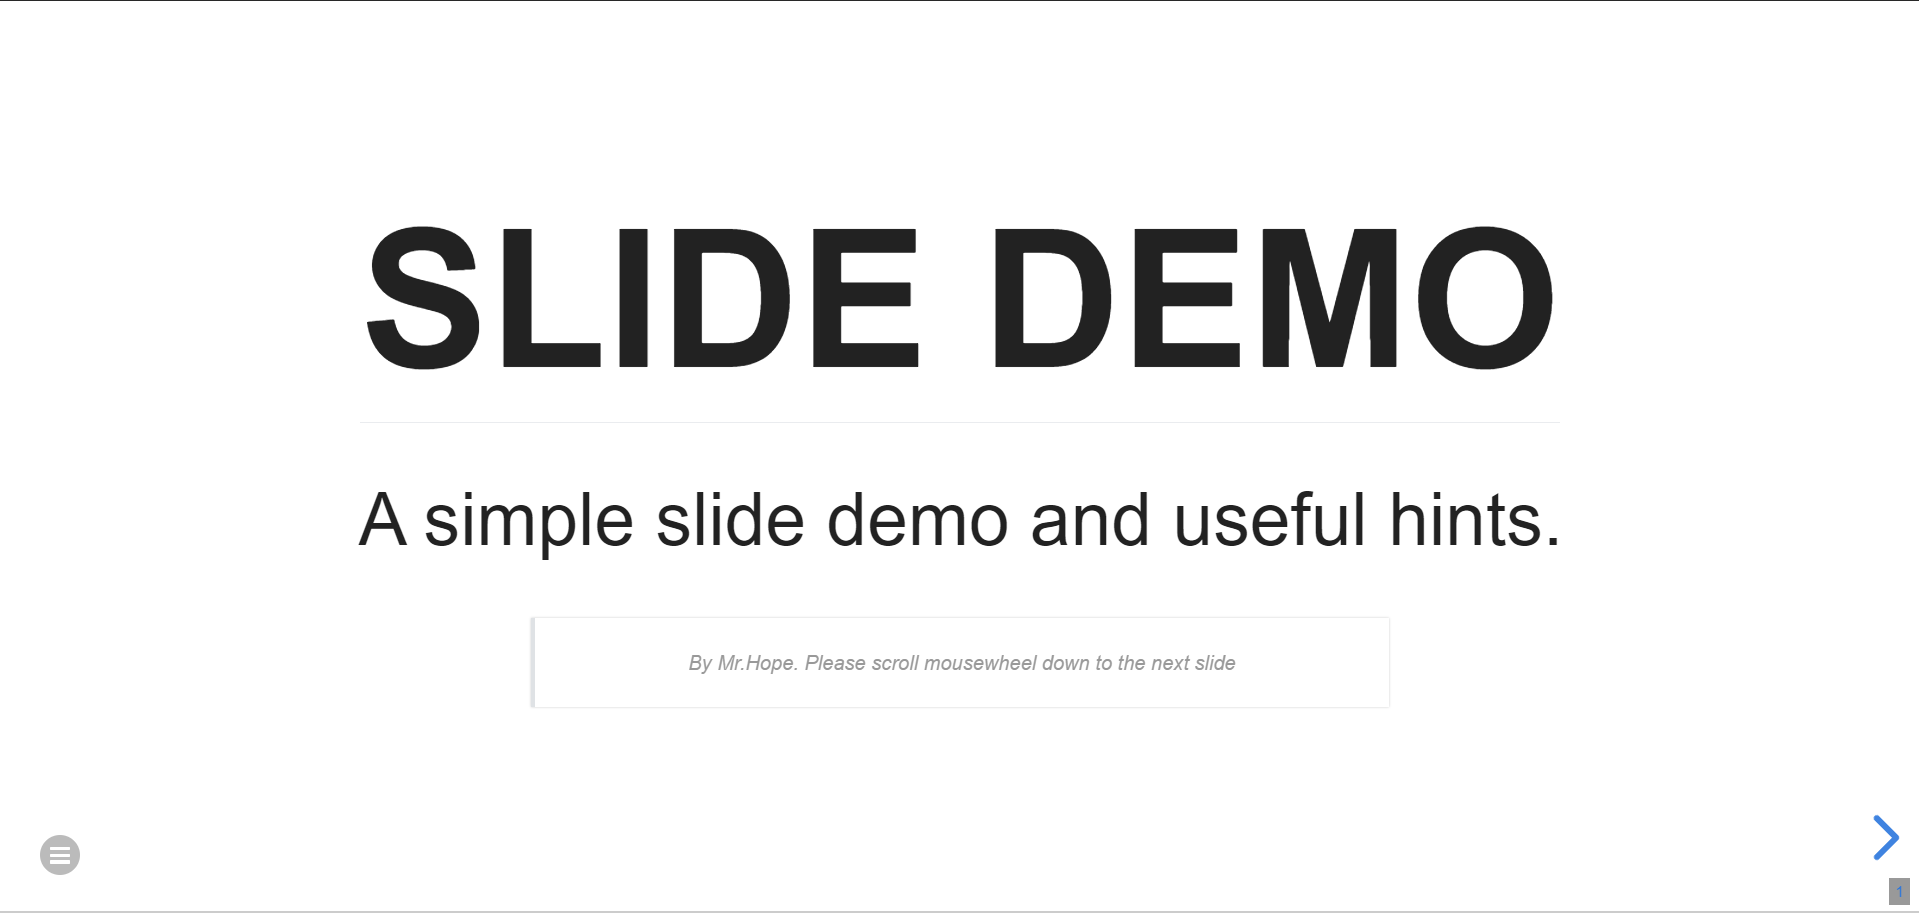 SLIDE DEMO
A simple slide demo and useful hints.
By Mr.Hope. Please scroll mousewheel down to the next slide
1